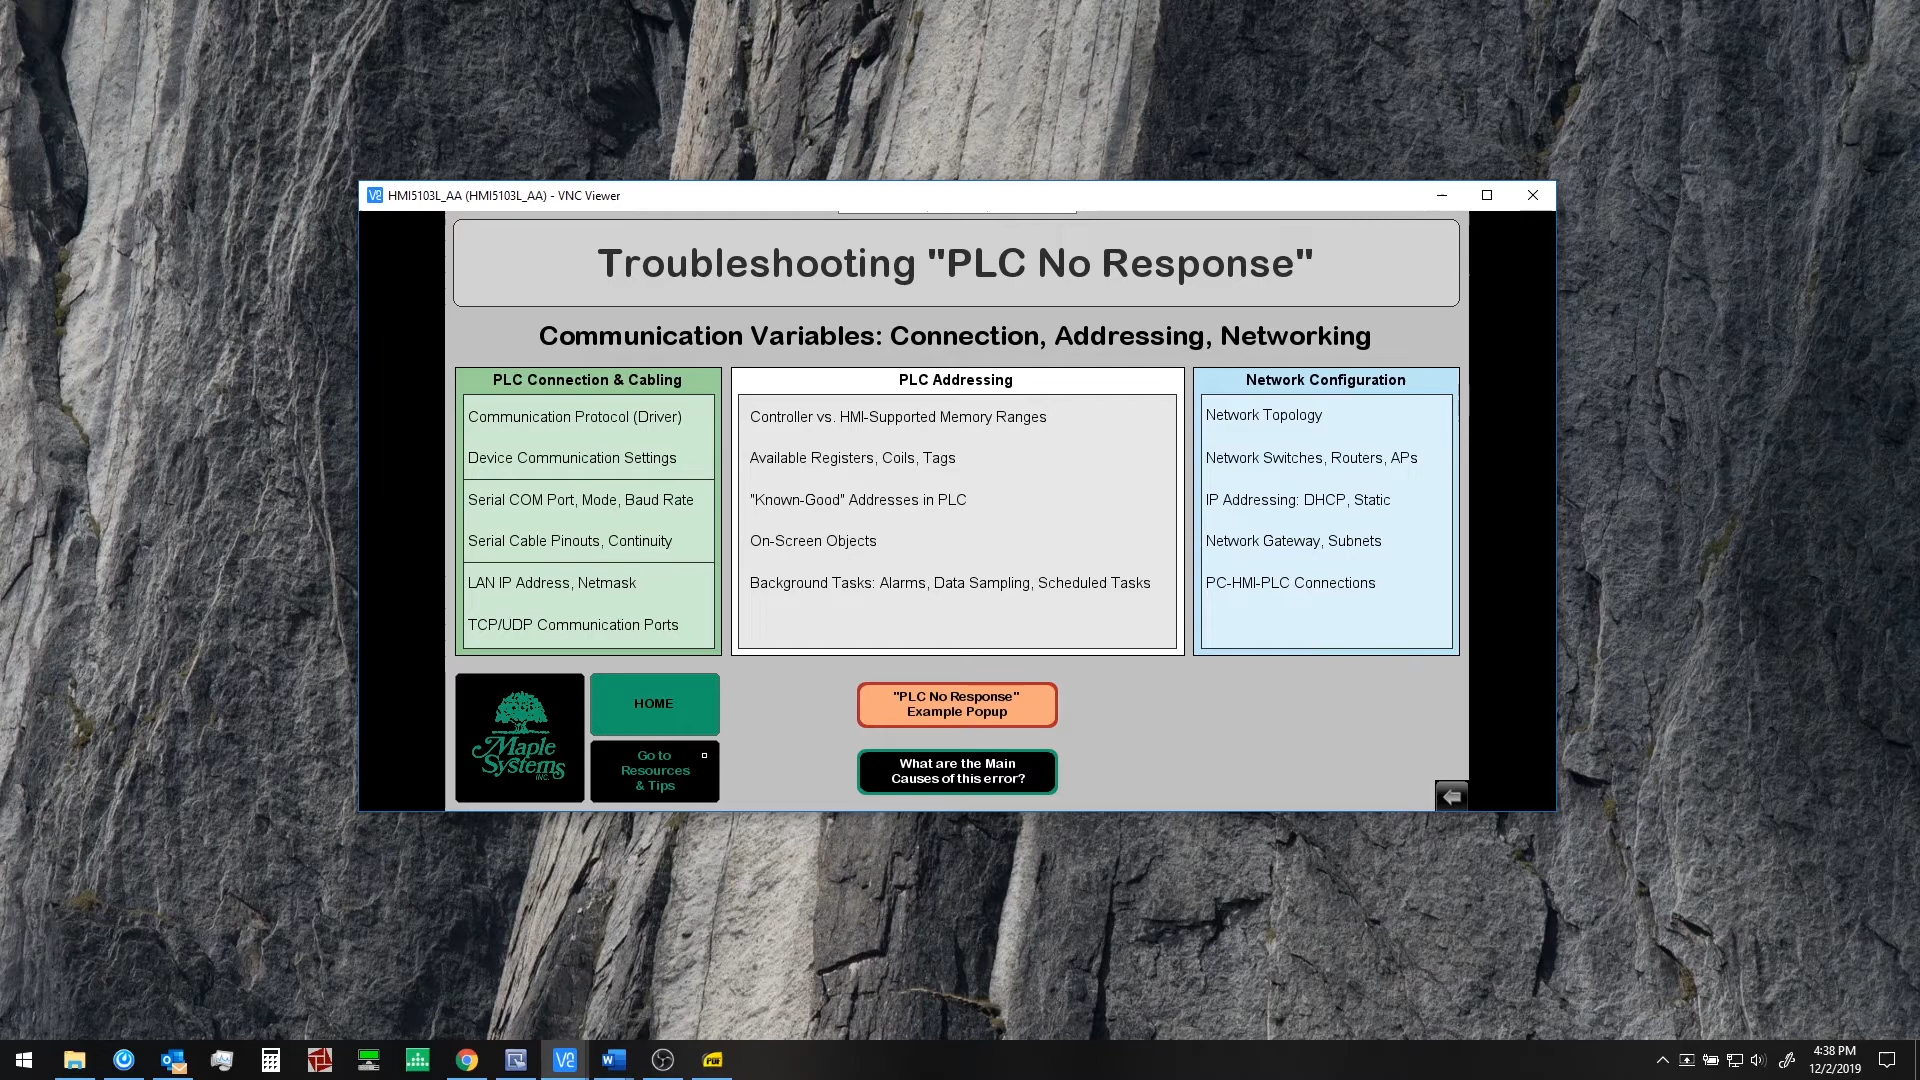 HMI5103L_AA (HMI5103L_AA) - VNC Viewer
Troubleshooting "PLC No Response"
Communication Variables: Connection, Addressing, Networking
PLC Connection & Cabling
Communication Protocol (Driver)
Device Communication Settings
Serial COM Port, Mode, Baud Rate
Serial Cable Pinouts, Continuity
LAN IP Address, Netmask
TCP/UDP Communication Ports
PLC Addressing
Controller vs. HMI-Supported Memory Ranges
Available Registers, Coils, Tags
"Known-Good" Addresses in PLC
On-Screen Objects
Background Tasks: Alarms, Data Sampling, Scheduled Tasks
Network Configuration
Network Topology
Network Switches, Routers, APs
IP Addressing: DHCP, Static
Network Gateway, Subnets
PC-HMI-PLC Connections
Maple
Systems
INC.
HOME
Go to
Resources
& Tips
"PLC No Response"
Example Popup
What are the Main
Causes of this error?
4:38 PM
12/2/2019